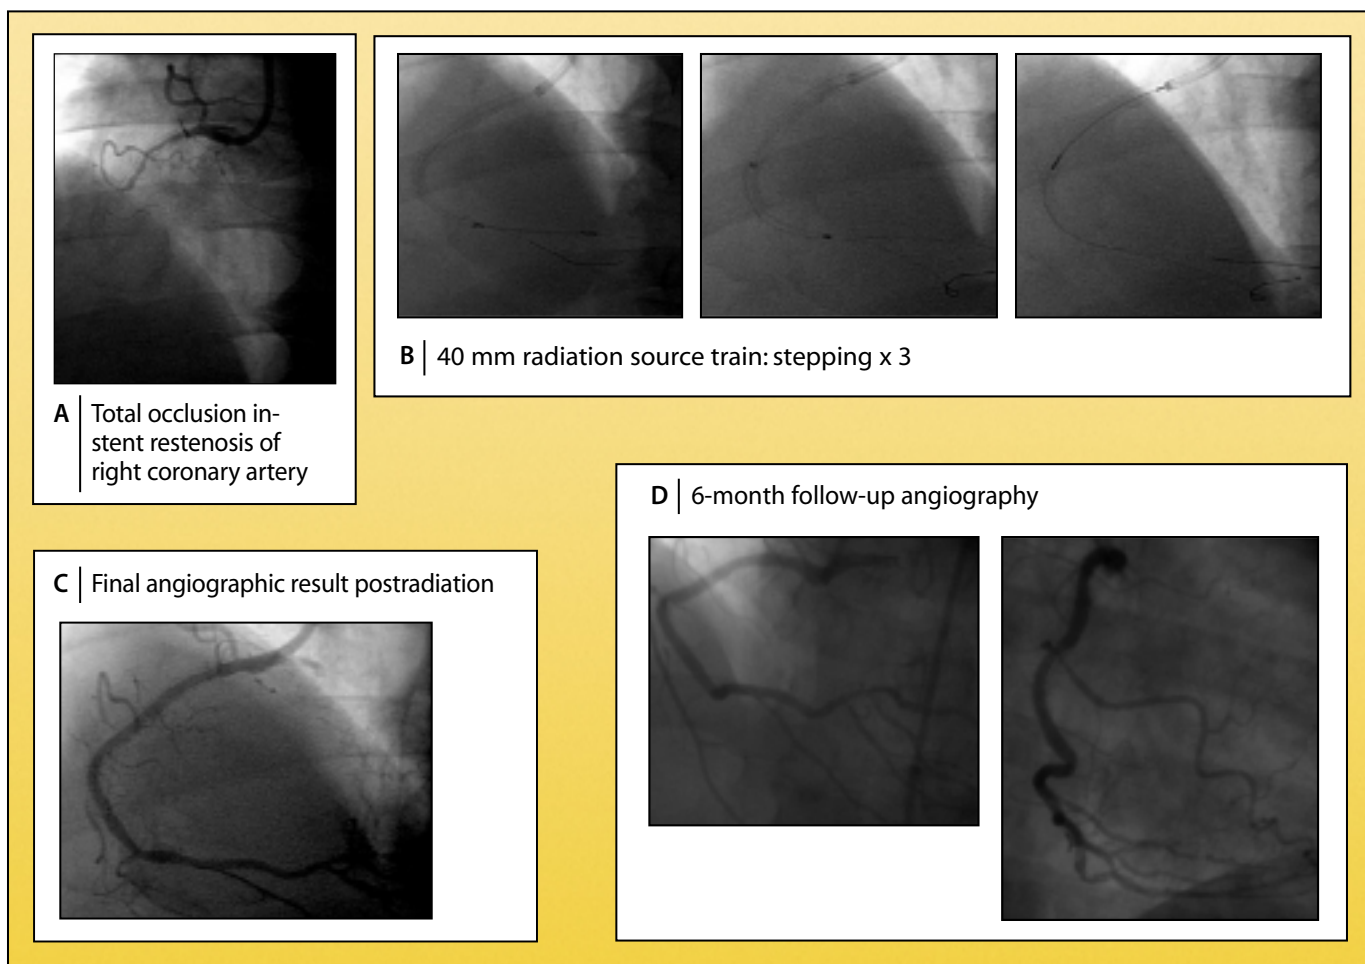 A
Total occlusion in-
stent restenosis of
right coronary artery
B
40 mm radiation source train: stepping x 3
C
Final angiographic result postradiation
D
6-month follow-up angiography